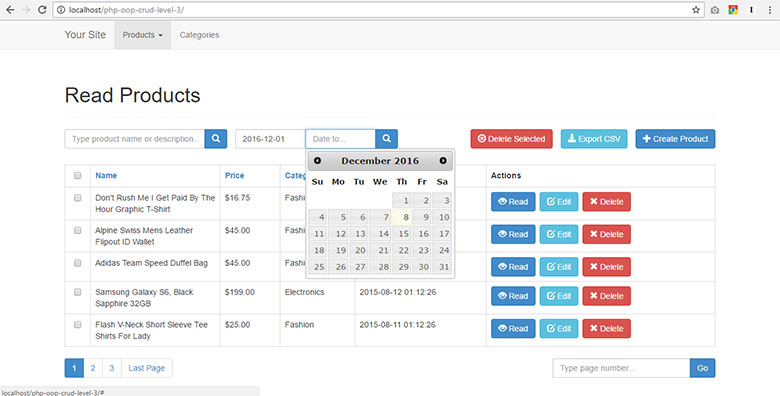 localhost/php-oop-crud-level-3/
Your Site Products Categories
Read Products
Type product name or description... 2016-12-01 Date to... Delete Selected Export CSV Create Product
December 2016
Su Mo Tu We Th Fr Sa
1 2 3
4 5 6 7 8 9 10
11 12 13 14 15 16 17
18 19 20 21 22 23 24
25 26 27 28 29 30 31
Name Price Categ Actions
Don't Rush Me I Get Paid By The
Hour Graphic T-Shirt
$16.75 Fashi Read Edit Delete
Alpine Swiss Mens Leather
Flipout ID Wallet
$45.00 Fashi Read Edit Delete
Adidas Team Speed Duffel Bag $45.00 Fashi Read Edit Delete
Samsung Galaxy S6, Black
Sapphire 32GB
$199.00 Electronics 2015-08-12 01:12:26 Read Edit Delete
Flash V-Neck Short Sleeve Tee
Shirts For Lady
$25.00 Fashion 2015-08-11 01:12:26 Read Edit Delete
1 2 3 Last Page Type page number... Go
localhost/php-oop-crud-level-3/#